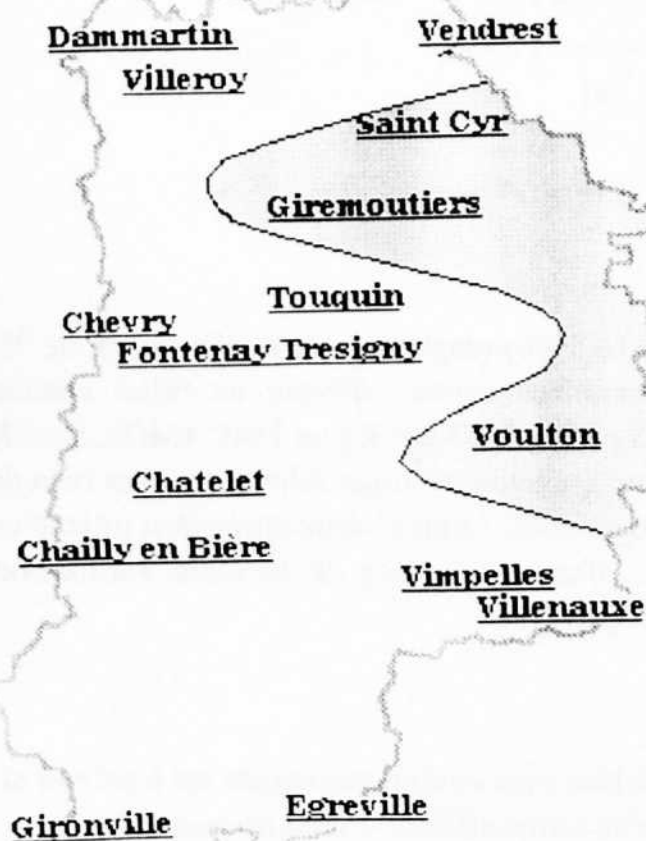 Dammartin
Vendrest
Villeroy
Saint Cyr
Giremoutiers
Touquin
Chevry
Fontenay Tresigny
Voulton
Chatelet
Chailly en Bière
Vimpelles
Villenauxe
Egreville
Gironville